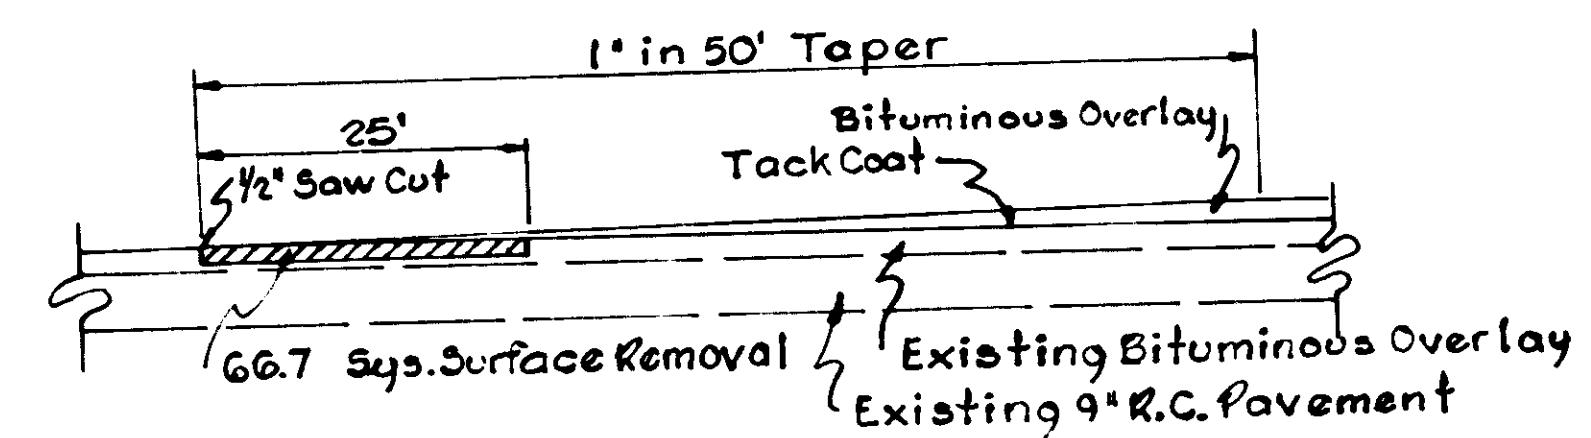 1" in 50' Taper
25'
Bituminous Overlay
Tack Coat
1/2" Saw Cut
66.7 Sys. Surface Removal
Existing Bituminous Overlay
Existing 9" R.C. Pavement